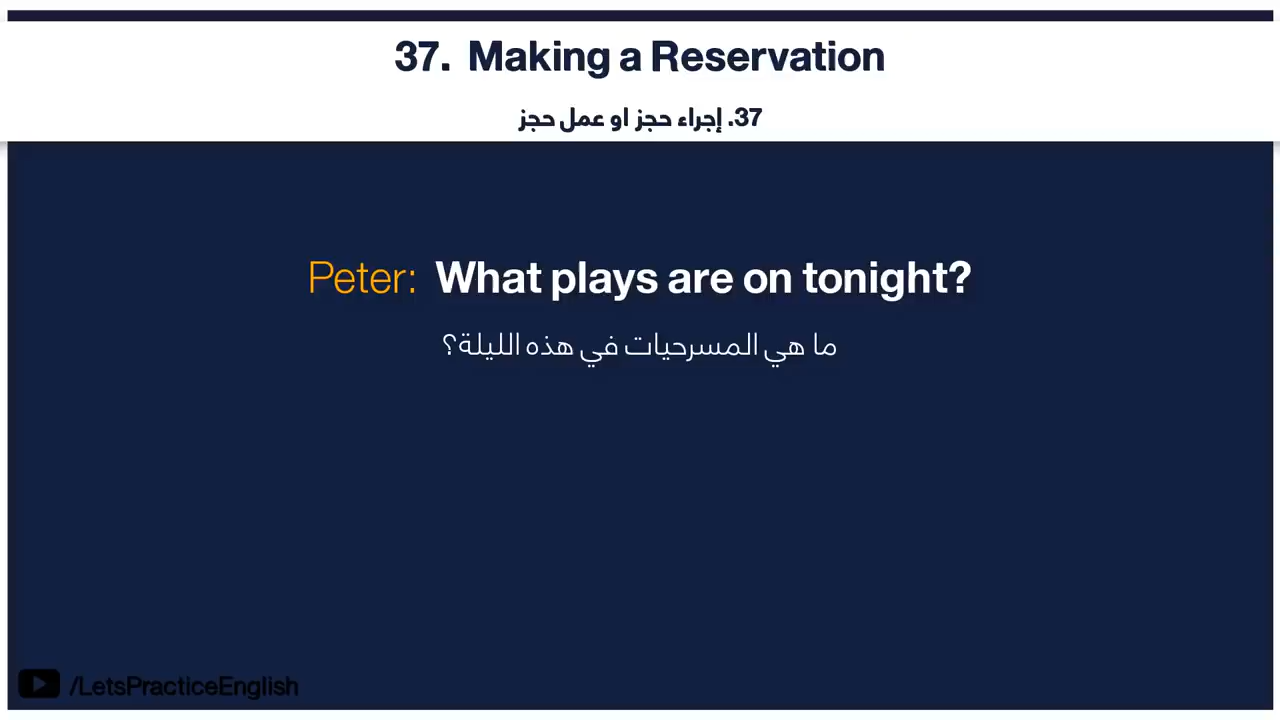 37. Making a Reservation
37. إجراء حجز او عمل حجز
Peter: What plays are on tonight?
ما هي المسرحيات في هذه الليلة؟
/LetsPracticeEnglish